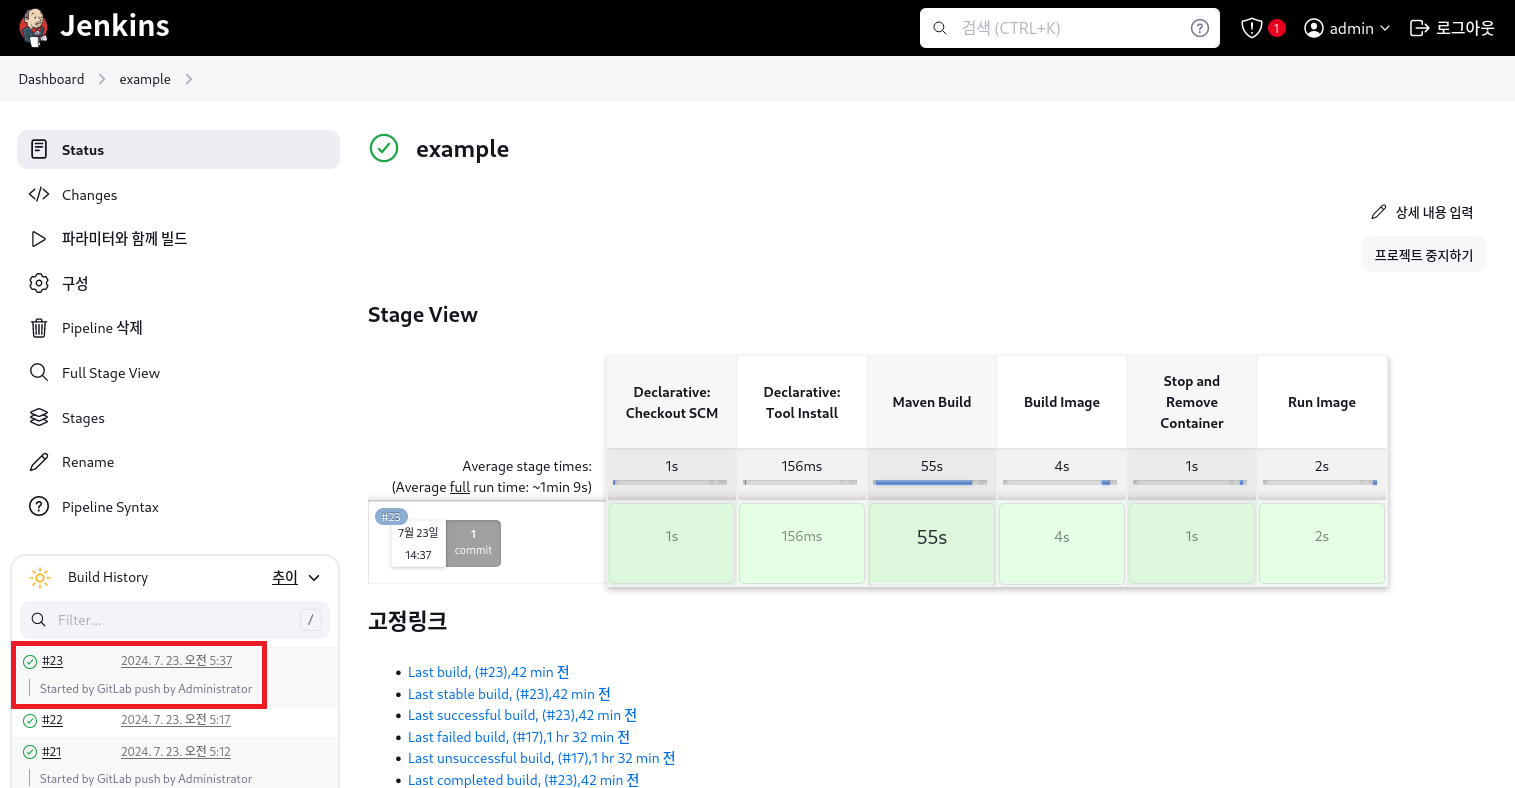 Jenkins
검색 (CTRL+K)
1
admin
로그아웃
Dashboard
example
Status
Changes
파라미터와 함께 빌드
구성
Pipeline 삭제
Full Stage View
Stages
Rename
Pipeline Syntax
Build History
추이
Filter...
/
#23
2024. 7. 23. 오전 5:37
Started by GitLab push by Administrator
#22
2024. 7. 23. 오전 5:17
#21
2024. 7. 23. 오전 5:12
Started by GitLab push by Administrator
example
상세 내용 입력
프로젝트 중지하기
Stage View
Declarative:
Checkout SCM
Declarative:
Tool Install
Maven Build
Build Image
Stop and
Remove
Container
Run Image
Average stage times:
(Average full run time: ~1min 9s)
1s
156ms
55s
4s
1s
2s
#23
7월 23일
14:37
1
commit
1s
156ms
55s
4s
1s
2s
고정링크
Last build, (#23),42 min 전
Last stable build, (#23),42 min 전
Last successful build, (#23),42 min 전
Last failed build, (#17),1 hr 32 min 전
Last unsuccessful build, (#17),1 hr 32 min 전
Last completed build, (#23),42 min 전